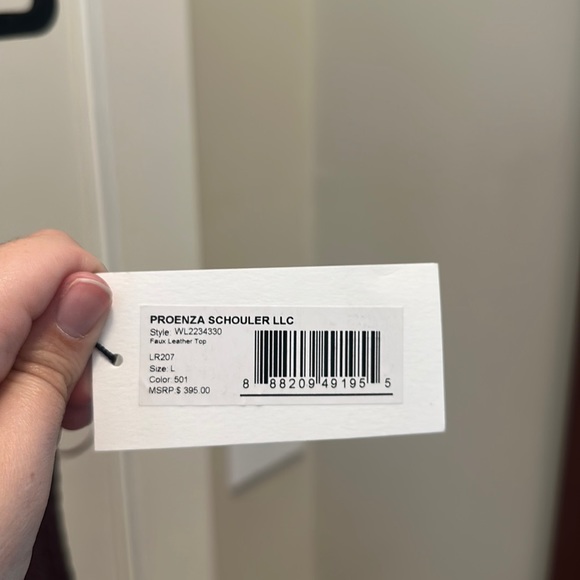 PROENZA SCHOULER LLC
Style: WL2234330
Faux Leather Top
LR207
Size: L
Color: 501
MSRP:$ 395.00
8 88209 49195 5